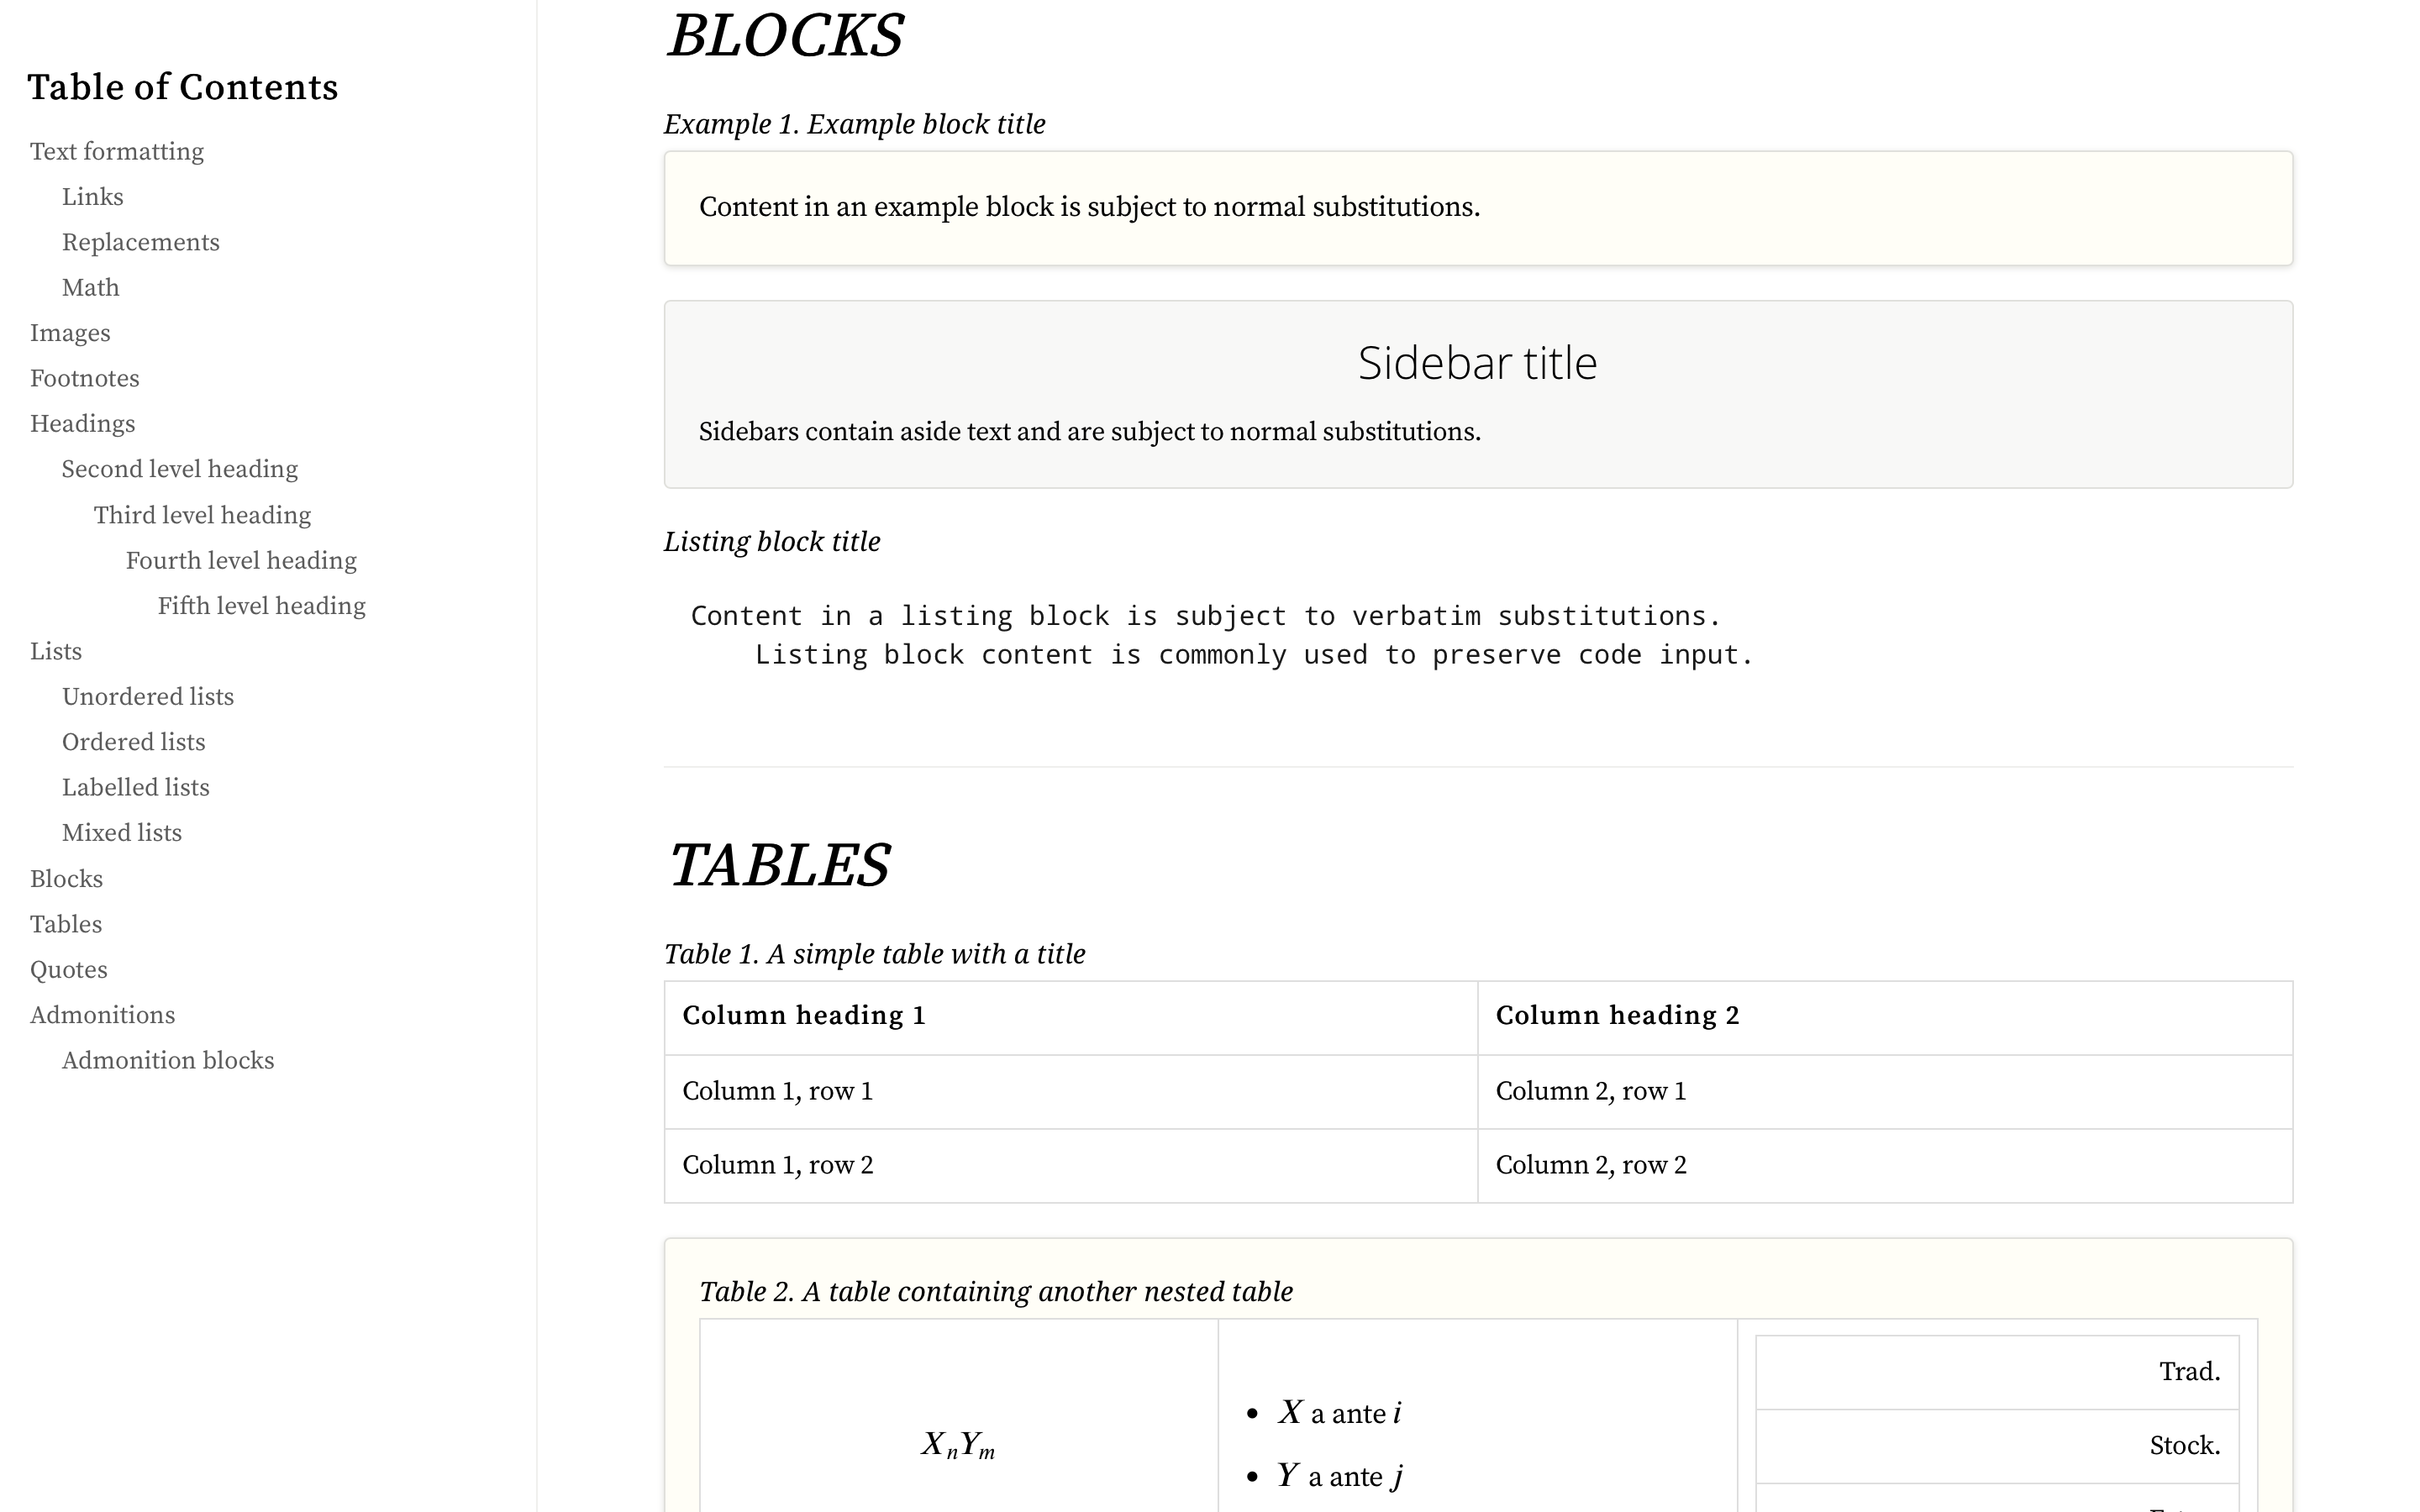 Table of Contents
Text formatting
Links
Replacements
Math
Images
Footnotes
Headings
Second level heading
Third level heading
Fourth level heading
Fifth level heading
Lists
Unordered lists
Ordered lists
Labelled lists
Mixed lists
Blocks
Tables
Quotes
Admonitions
Admonition blocks
BLOCKS
Example 1. Example block title
Content in an example block is subject to normal substitutions.
Sidebar title
Sidebars contain aside text and are subject to normal substitutions.
Listing block title
Content in a listing block is subject to verbatim substitutions.
Listing block content is commonly used to preserve code input.
TABLES
Table 1. A simple table with a title
Column heading 1 Column heading 2
Column 1, row 1 Column 2, row 1
Column 1, row 2 Column 2, row 2
Table 2. A table containing another nested table
XₙYₘ
• X a ante i
• Y a ante j
Trad.
Stock.